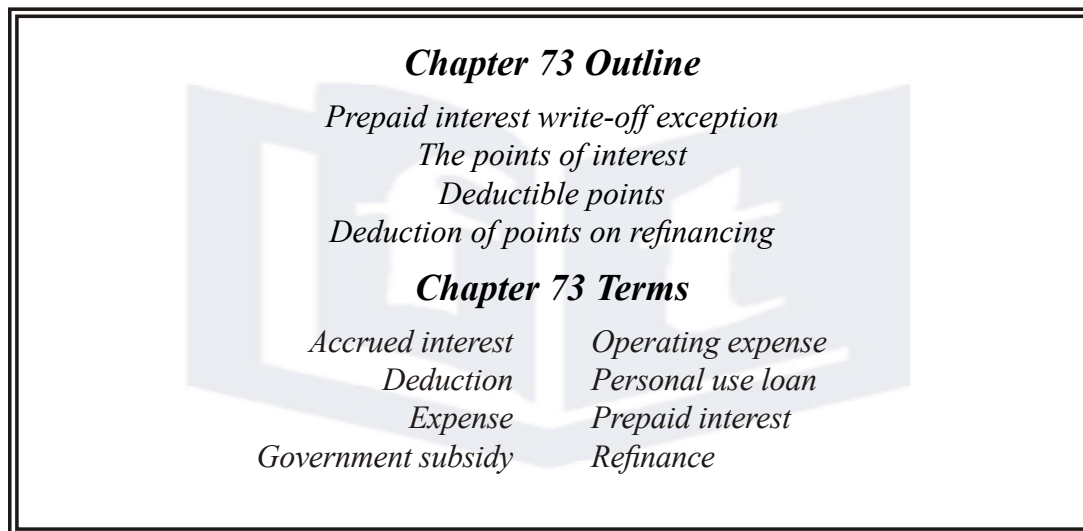 Chapter 73 Outline
Prepaid interest write-off exception
The points of interest
Deductible points
Deduction of points on refinancing
Chapter 73 Terms
Accrued interest Operating expense
Deduction Personal use loan
Expense Prepaid interest
Government subsidy Refinance
ft